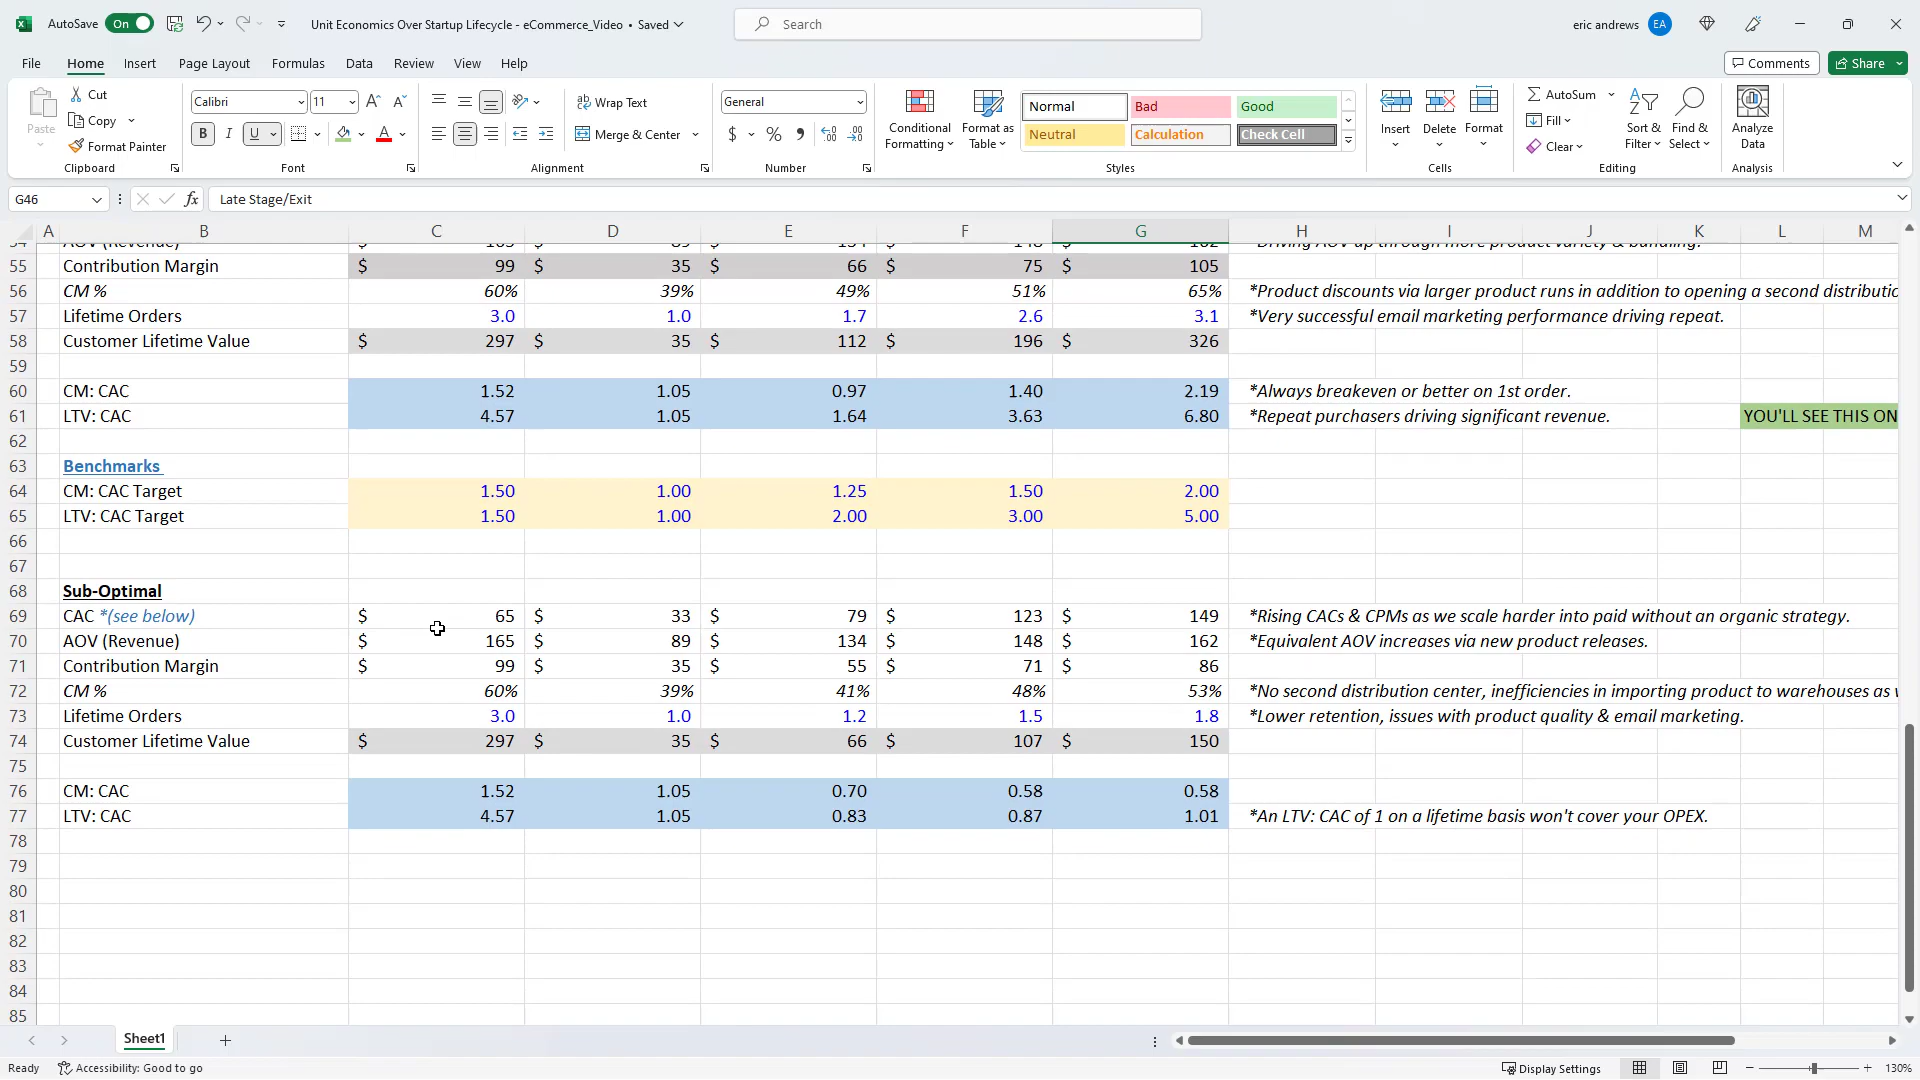 AutoSave On Unit Economics Over Startup Lifecycle - eCommerce_Video • Saved Search eric andrews EA
File Home Insert Page Layout Formulas Data Review View Help Comments Share
Paste Cut Copy Format Painter Clipboard
Calibri 11 B I U A Font
Wrap Text Merge & Center Alignment
General $ % , Number
Conditional Formatting Format as Table Normal Bad Good Neutral Calculation Check Cell Styles
Insert Delete Format Cells
AutoSum Fill Clear Sort & Filter Find & Select Editing
Analyze Data Analysis
G46 fx Late Stage/Exit
A B C D E F G H I J K L M
54 AOV (Revenue) $ 165 $ 89 $ 134 $ 148 $ 162 *Driving AOV up through more product variety & bundling.
55 Contribution Margin $ 99 $ 35 $ 66 $ 75 $ 105
56 CM % 60% 39% 49% 51% 65% *Product discounts via larger product runs in addition to opening a second distributio
57 Lifetime Orders 3.0 1.0 1.7 2.6 3.1 *Very successful email marketing performance driving repeat.
58 Customer Lifetime Value $ 297 $ 35 $ 112 $ 196 $ 326
59
60 CM: CAC 1.52 1.05 0.97 1.40 2.19 *Always breakeven or better on 1st order.
61 LTV: CAC 4.57 1.05 1.64 3.63 6.80 *Repeat purchasers driving significant revenue. YOU'LL SEE THIS ON
62
63 Benchmarks
64 CM: CAC Target 1.50 1.00 1.25 1.50 2.00
65 LTV: CAC Target 1.50 1.00 2.00 3.00 5.00
66
67
68 Sub-Optimal
69 CAC *(see below) $ 65 $ 33 $ 79 $ 123 $ 149 *Rising CACs & CPMs as we scale harder into paid without an organic strategy.
70 AOV (Revenue) $ 165 $ 89 $ 134 $ 148 $ 162 *Equivalent AOV increases via new product releases.
71 Contribution Margin $ 99 $ 35 $ 55 $ 71 $ 86
72 CM % 60% 39% 41% 48% 53% *No second distribution center, inefficiencies in importing product to warehouses as
73 Lifetime Orders 3.0 1.0 1.2 1.5 1.8 *Lower retention, issues with product quality & email marketing.
74 Customer Lifetime Value $ 297 $ 35 $ 66 $ 107 $ 150
75
76 CM: CAC 1.52 1.05 0.70 0.58 0.58
77 LTV: CAC 4.57 1.05 0.83 0.87 1.01 *An LTV: CAC of 1 on a lifetime basis won't cover your OPEX.
78
79
80
81
82
83
84
85
Sheet1
Ready Accessibility: Good to go Display Settings 130%